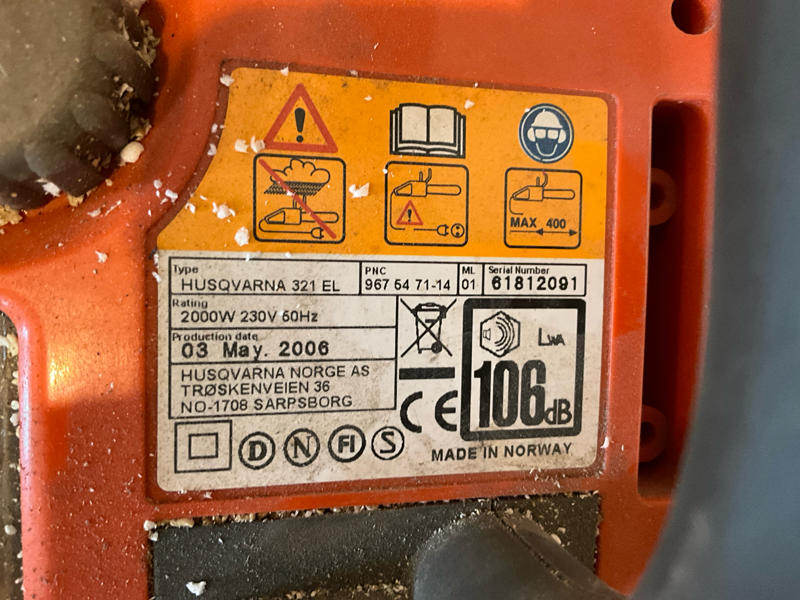 !
!
MAX 400
Type
HUSQVARNA 321 EL
PNC
967 54 71-14
ML
01
Serial Number
61812091
Rating
2000W 230V 50Hz
Production date
03 May. 2006
HUSQVARNA NORGE AS
TRØSKENVEIEN 36
NO-1708 SARPSBORG
LWA
106dB
CE
D N FI S
MADE IN NORWAY